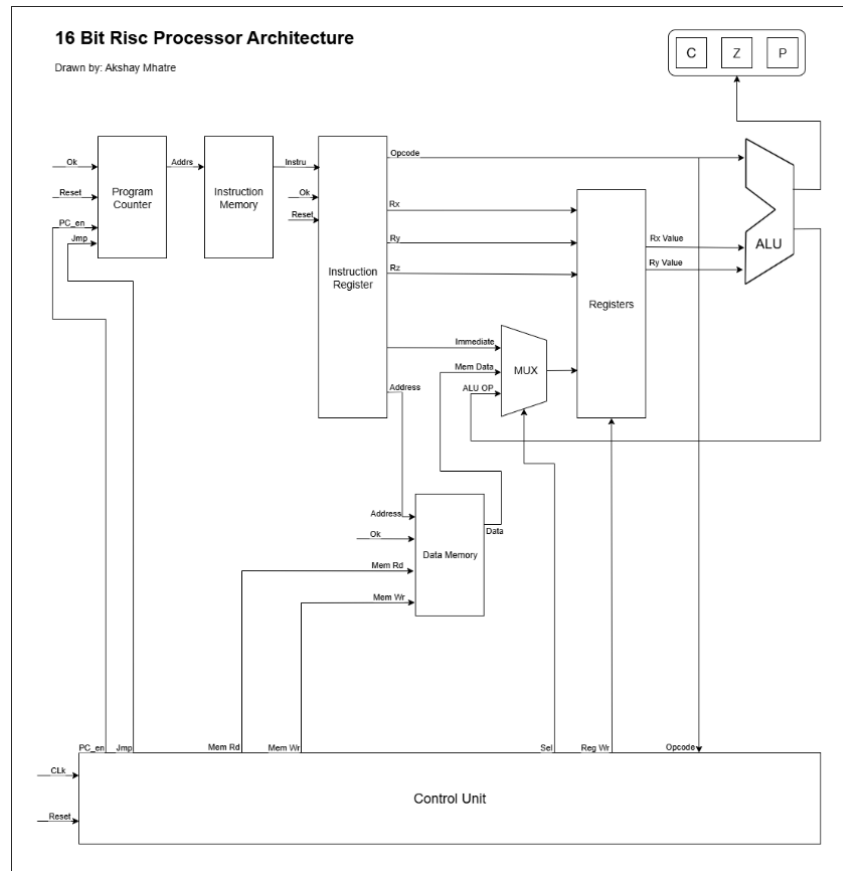 16 Bit Risc Processor Architecture
Drawn by: Akshay Mhatre
C Z P
Ok
Reset
PC_en
Jmp
Program
Counter
Addrs
Instruction
Memory
Instru
Ok
Reset
Instruction
Register
Opcode
Rx
Ry
Rz
Immediate
Address
Mem Data
ALU OP
MUX
Registers
Rx Value
Ry Value
ALU
Address
Ok
Mem Rd
Mem Wr
Data Memory
Data
PC_en
Jmp
Mem Rd
Mem Wr
Sel
Reg Wr
Opcode
CLk
Reset
Control Unit